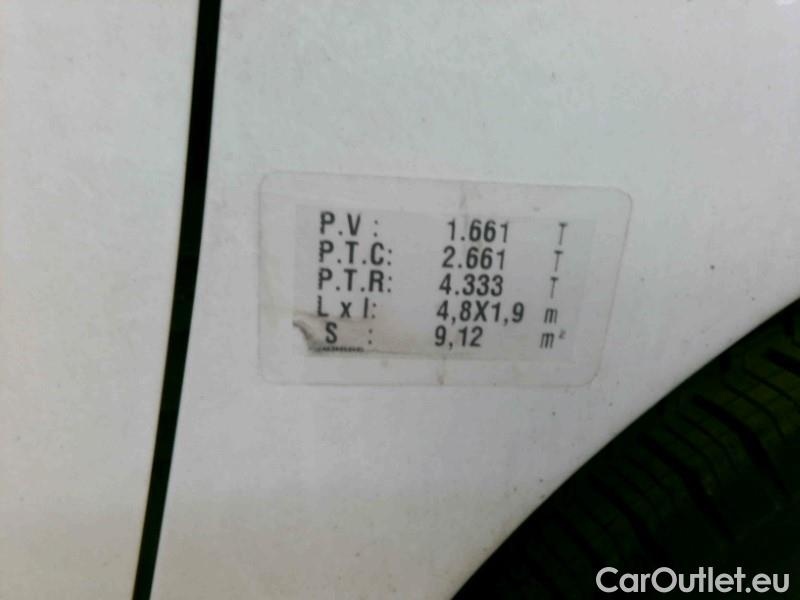 P.V : 1.661 T
P.T.C: 2.661 T
P.T.R: 4.333 T
L x l: 4,8X1,9 m
S : 9,12 m²
CarOutlet.eu